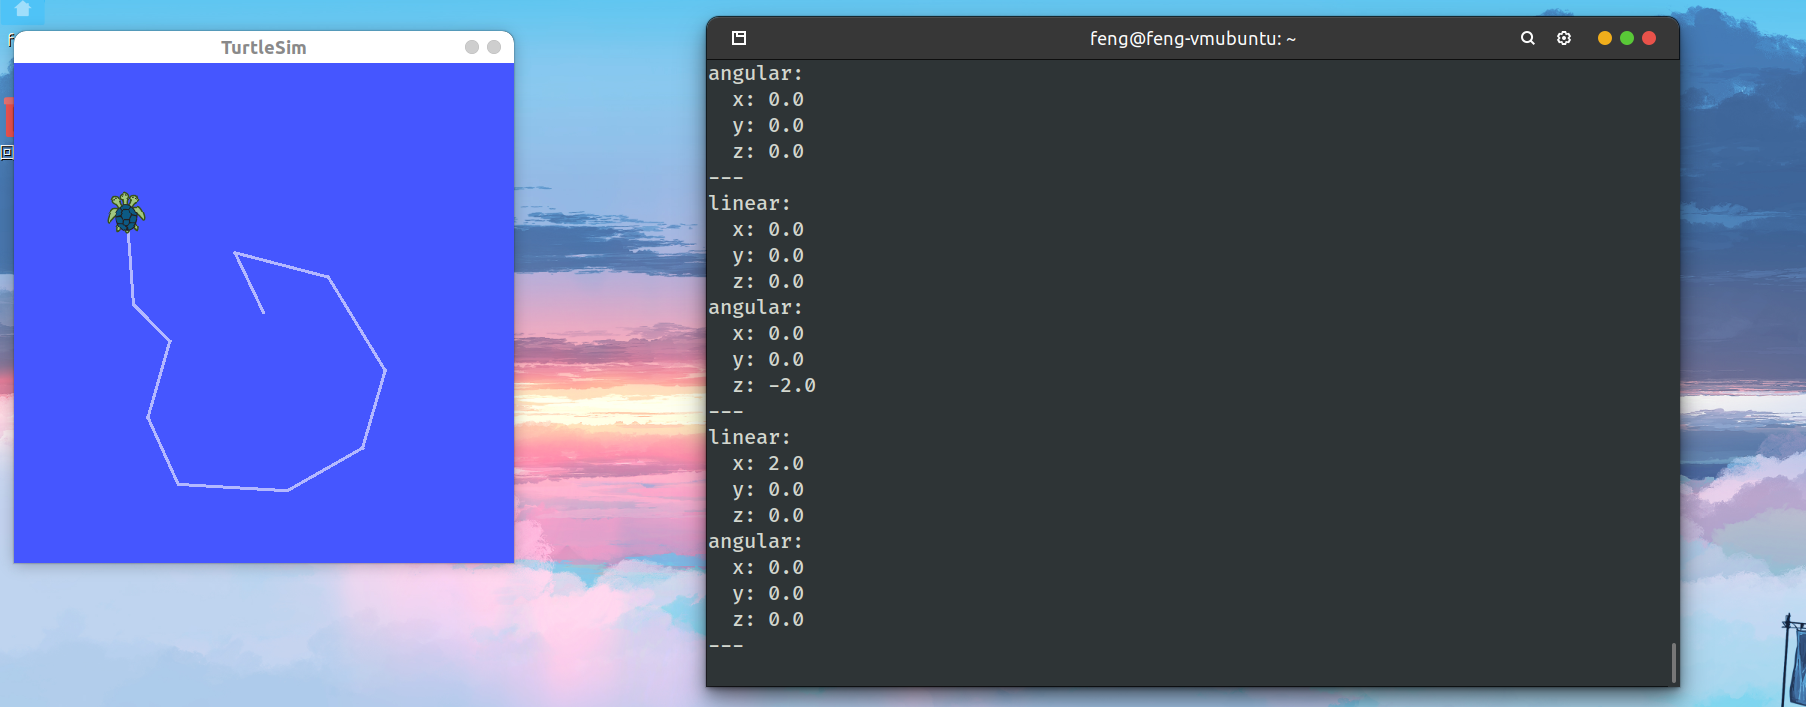 TurtleSim
feng@feng-vmubuntu: ~
angular:
  x: 0.0
  y: 0.0
  z: 0.0
---
linear:
  x: 0.0
  y: 0.0
  z: 0.0
angular:
  x: 0.0
  y: 0.0
  z: -2.0
---
linear:
  x: 2.0
  y: 0.0
  z: 0.0
angular:
  x: 0.0
  y: 0.0
  z: 0.0
---
f
回